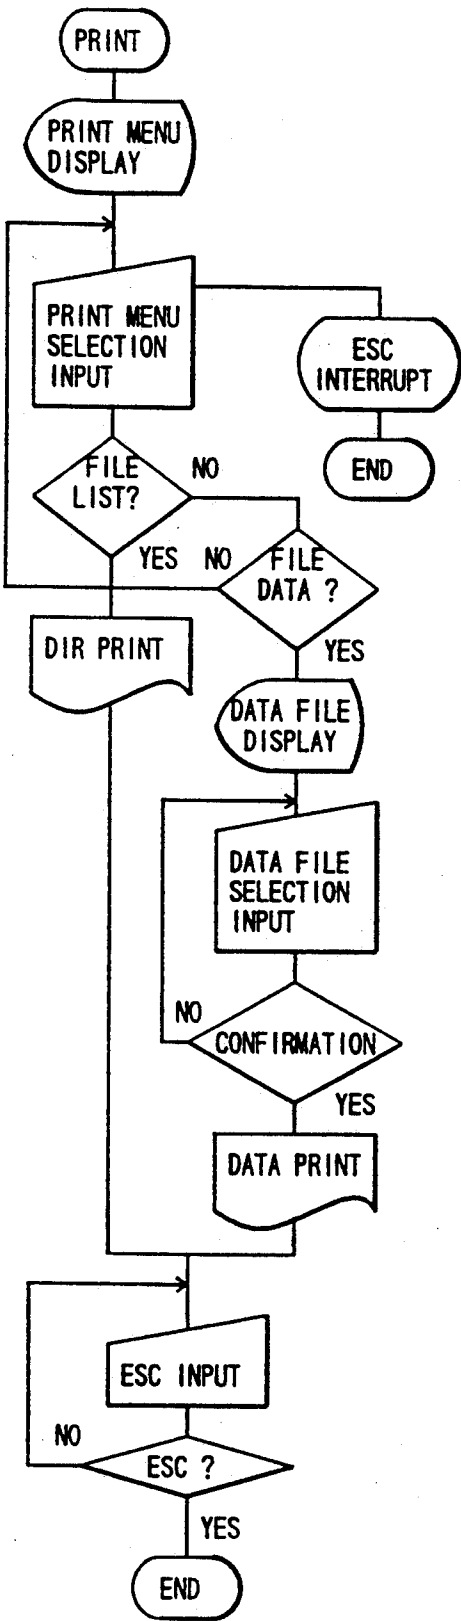 PRINT
PRINT MENU
DISPLAY
PRINT MENU
SELECTION
INPUT
ESC
INTERRUPT
END
FILE
LIST?
NO
YES
NO
FILE
DATA ?
YES
DIR PRINT
DATA FILE
DISPLAY
DATA FILE
SELECTION
INPUT
NO
CONFIRMATION
YES
DATA PRINT
ESC INPUT
NO
ESC ?
YES
END